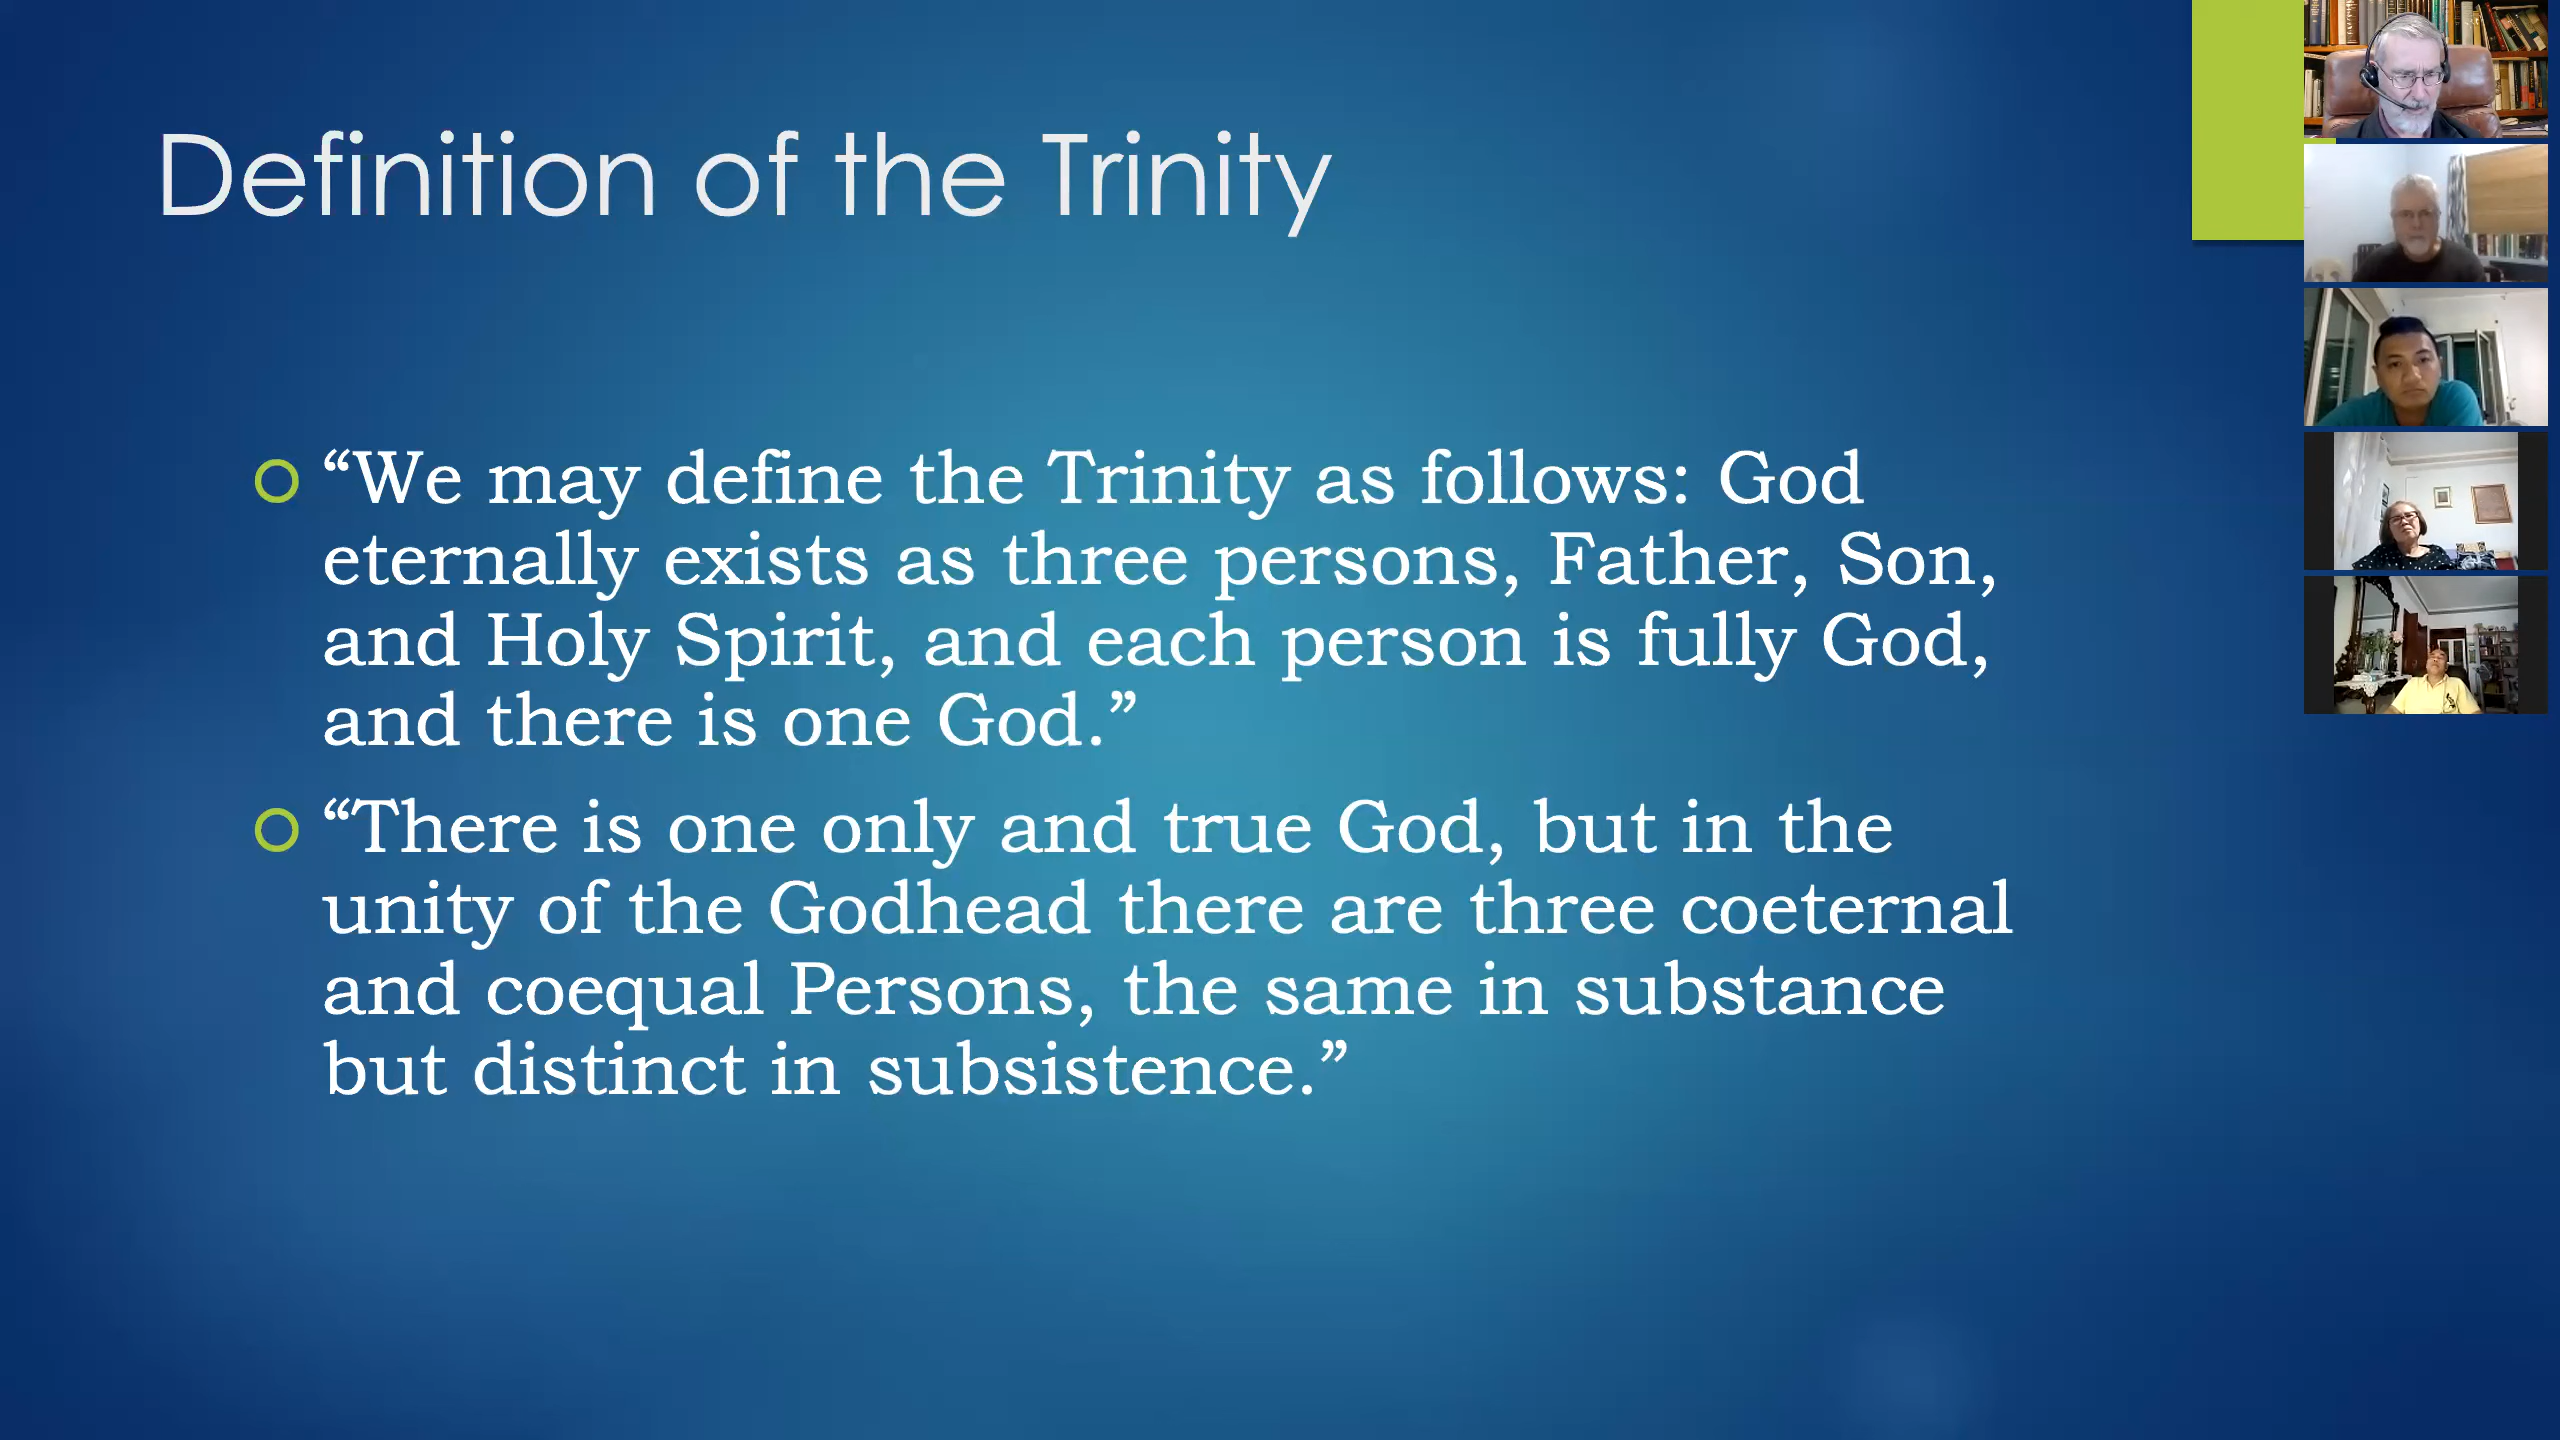 Definition of the Trinity
“We may define the Trinity as follows: God
eternally exists as three persons, Father, Son,
and Holy Spirit, and each person is fully God,
and there is one God.”
“There is one only and true God, but in the
unity of the Godhead there are three coeternal
and coequal Persons, the same in substance
but distinct in subsistence.”